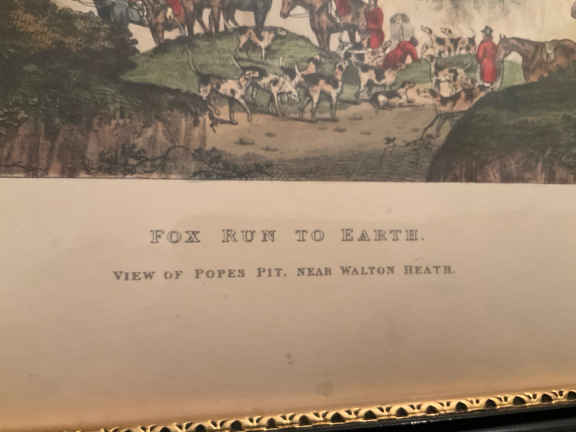 FOX RUN TO EARTH.
VIEW OF POPES PIT, NEAR WALTON HEATH.